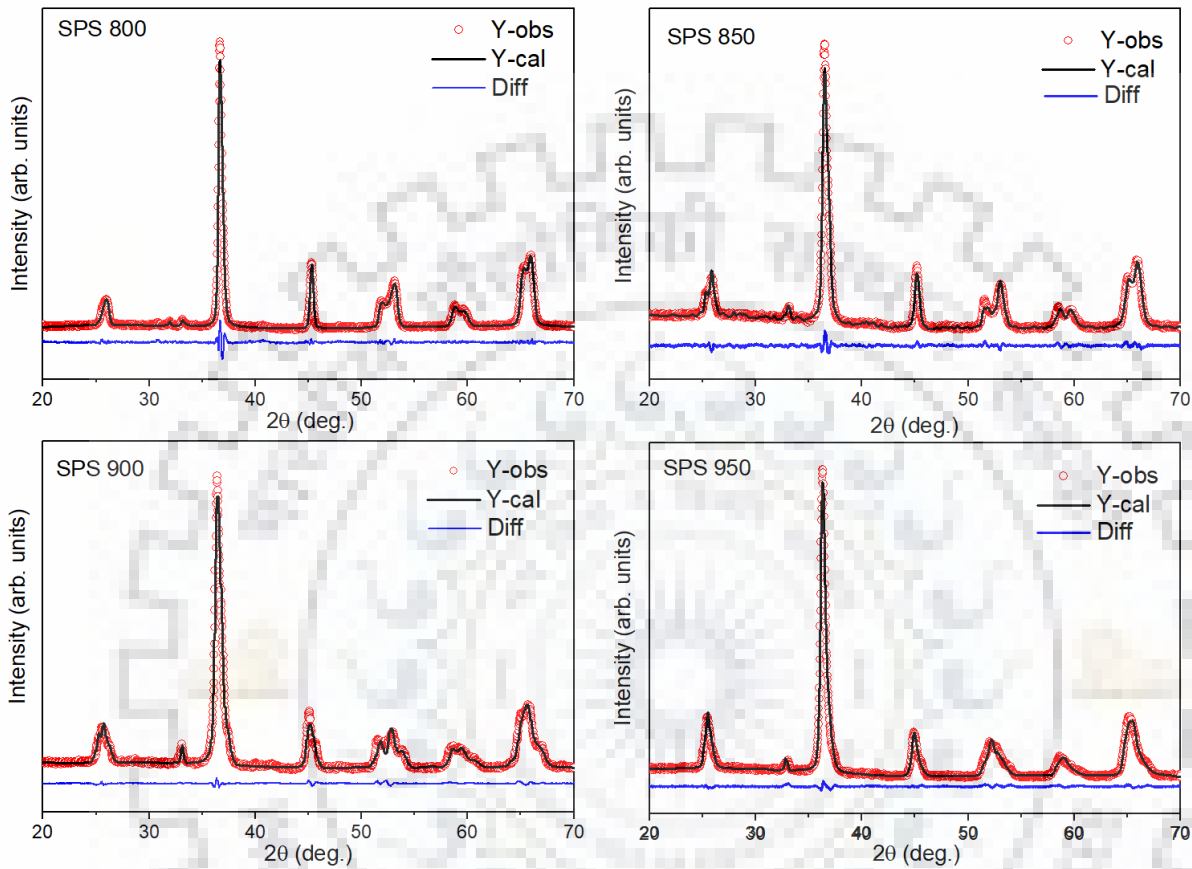 SPS 800
Y-obs
Y-cal
Diff
Intensity (arb. units)
20 30 40 50 60 70
2θ (deg.)
SPS 850
Y-obs
Y-cal
Diff
Intensity (arb. units)
20 30 40 50 60 70
2θ (deg.)
SPS 900
Y-obs
Y-cal
Diff
Intensity (arb. units)
20 30 40 50 60 70
2θ (deg.)
SPS 950
Y-obs
Y-cal
Diff
Intensity (arb. units)
20 30 40 50 60 70
2θ (deg.)